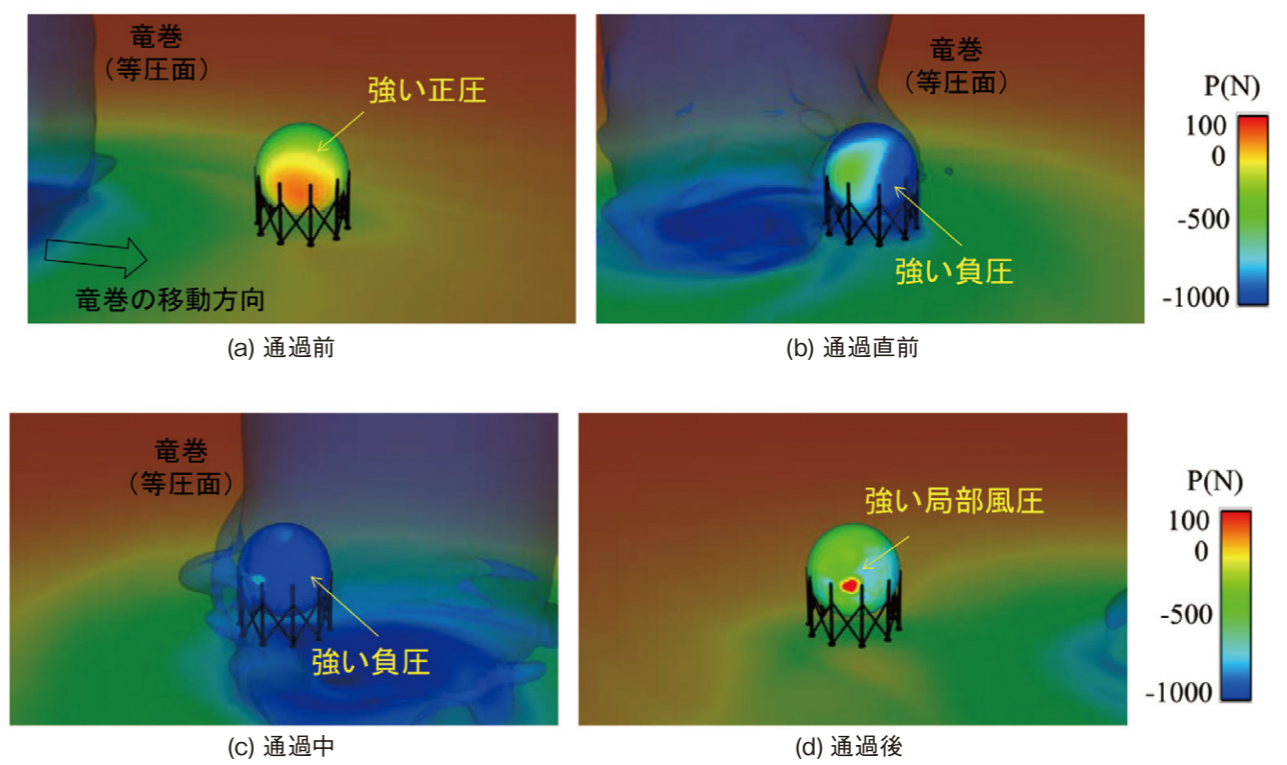 竜巻
（等圧面）
強い正圧
竜巻の移動方向
(a) 通過前
竜巻
（等圧面）
強い負圧
(b) 通過直前
P(N)
100
0
-500
-1000
竜巻
（等圧面）
強い負圧
(c) 通過中
強い局部風圧
(d) 通過後
P(N)
100
0
-500
-1000